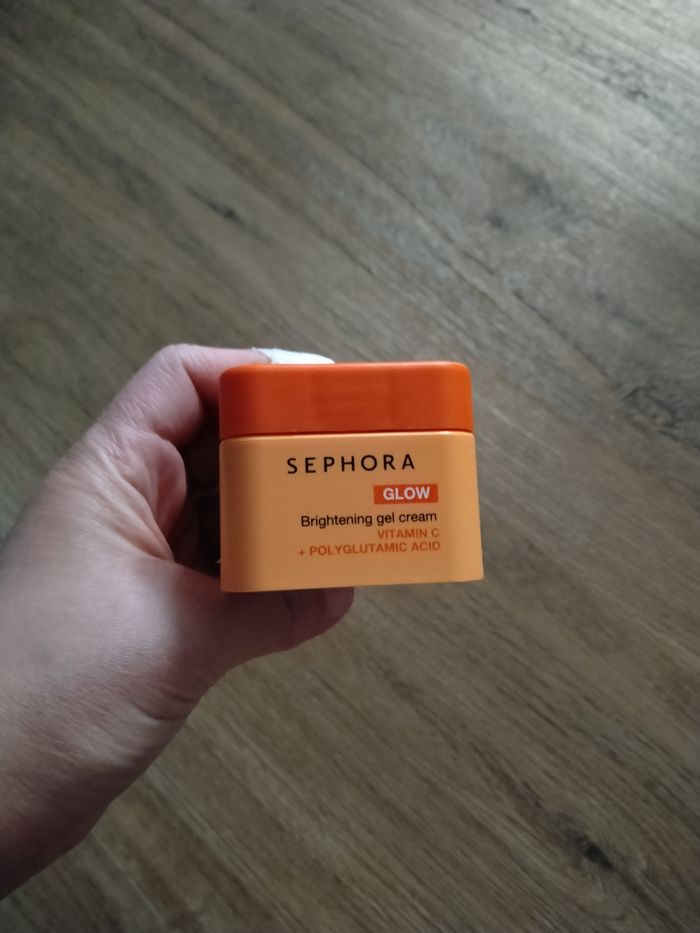 SEPHORA
GLOW
Brightening gel cream
VITAMIN C
+ POLYGLUTAMIC ACID